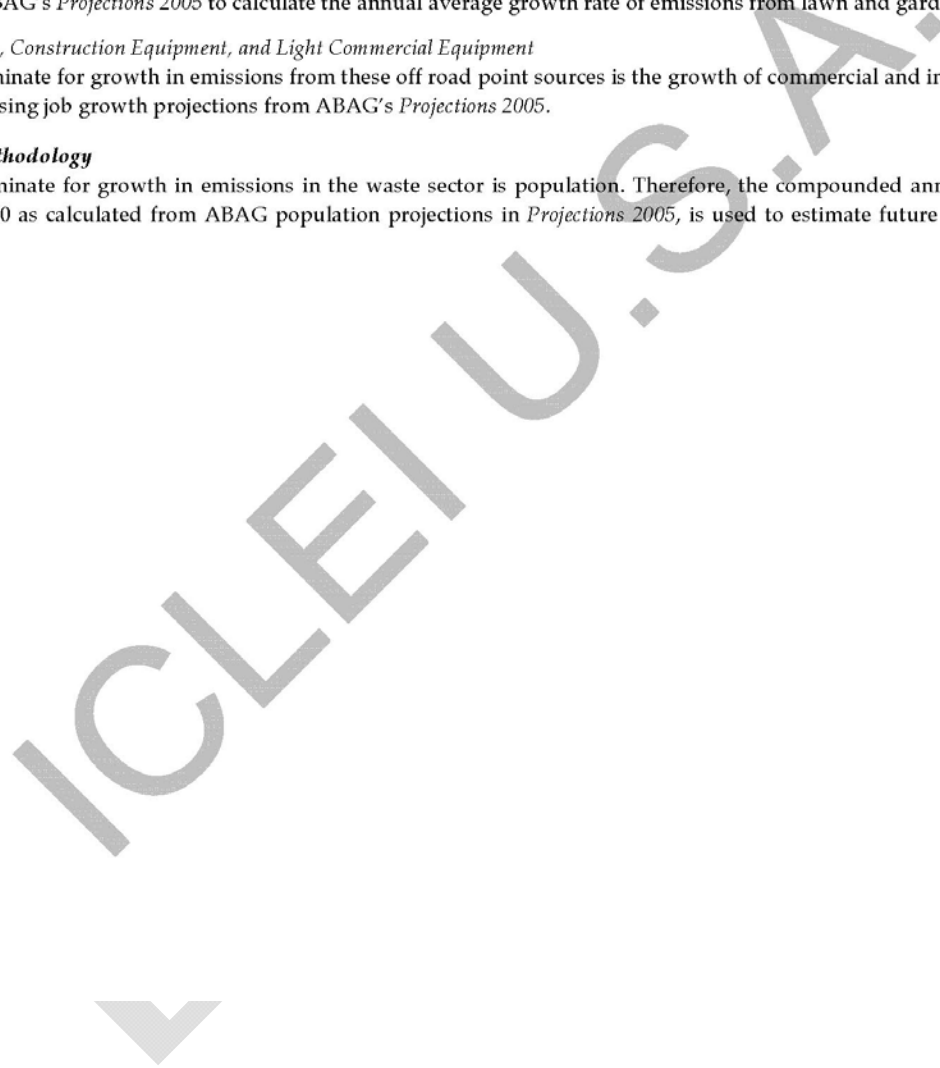 BAG's Projections 2005 to calculate the annual average growth rate of emissions from lawn and gard
, Construction Equipment, and Light Commercial Equipment
minate for growth in emissions from these off road point sources is the growth of commercial and in
sing job growth projections from ABAG's Projections 2005.
thodology
minate for growth in emissions in the waste sector is population. Therefore, the compounded ann
0 as calculated from ABAG population projections in Projections 2005, is used to estimate future
ICLEI U.S.A.